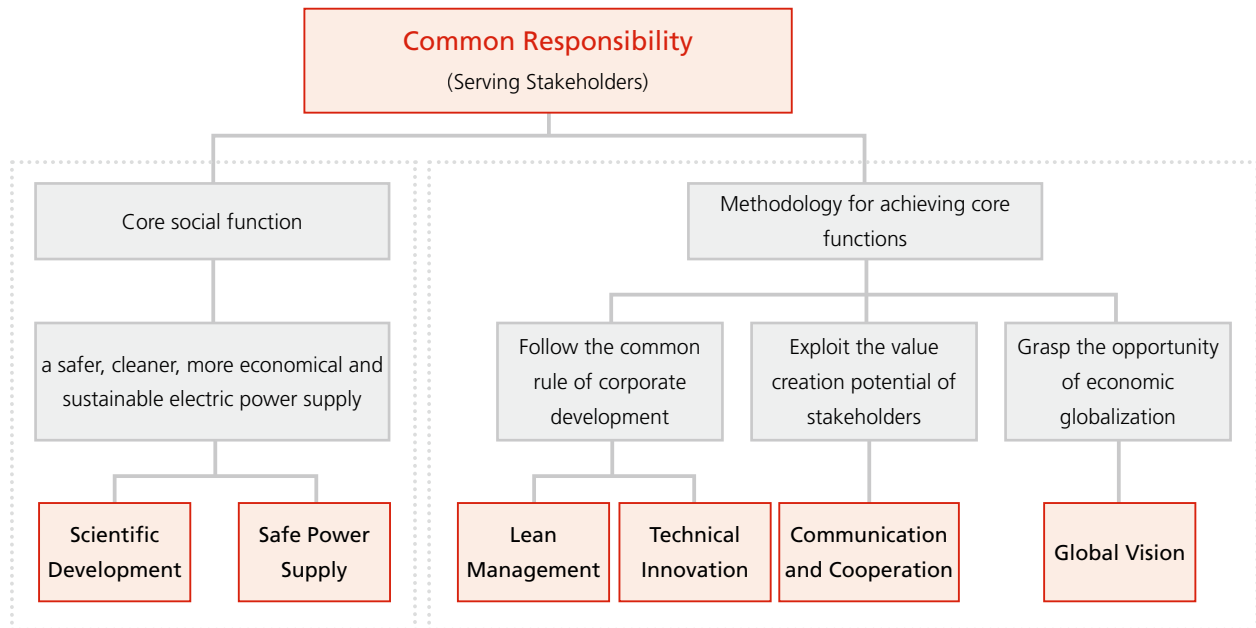 Common Responsibility
(Serving Stakeholders)
Core social function
Methodology for achieving core
functions
a safer, cleaner, more economical and
sustainable electric power supply
Follow the common
rule of corporate
development
Exploit the value
creation potential of
stakeholders
Grasp the opportunity
of economic
globalization
Scientific
Development
Safe Power
Supply
Lean
Management
Technical
Innovation
Communication
and Cooperation
Global Vision